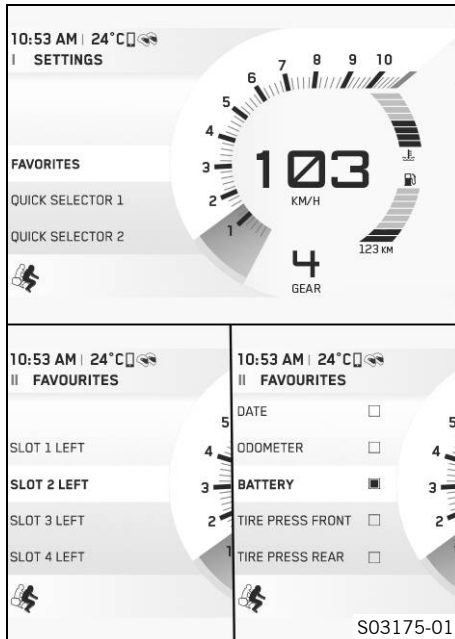 10:53 AM | 24°C
I SETTINGS
FAVORITES
QUICK SELECTOR 1
QUICK SELECTOR 2
1
2
3
4
5
6
7
8
9
10
103
KM/H
4
GEAR
123 KM
10:53 AM | 24°C
II FAVOURITES
SLOT 1 LEFT
SLOT 2 LEFT
SLOT 3 LEFT
SLOT 4 LEFT
5
4
3
2
1
10:53 AM | 24°C
II FAVOURITES
DATE
ODOMETER
BATTERY
TIRE PRESS FRONT
TIRE PRESS REAR
5
4
3
2
1
S03175-01